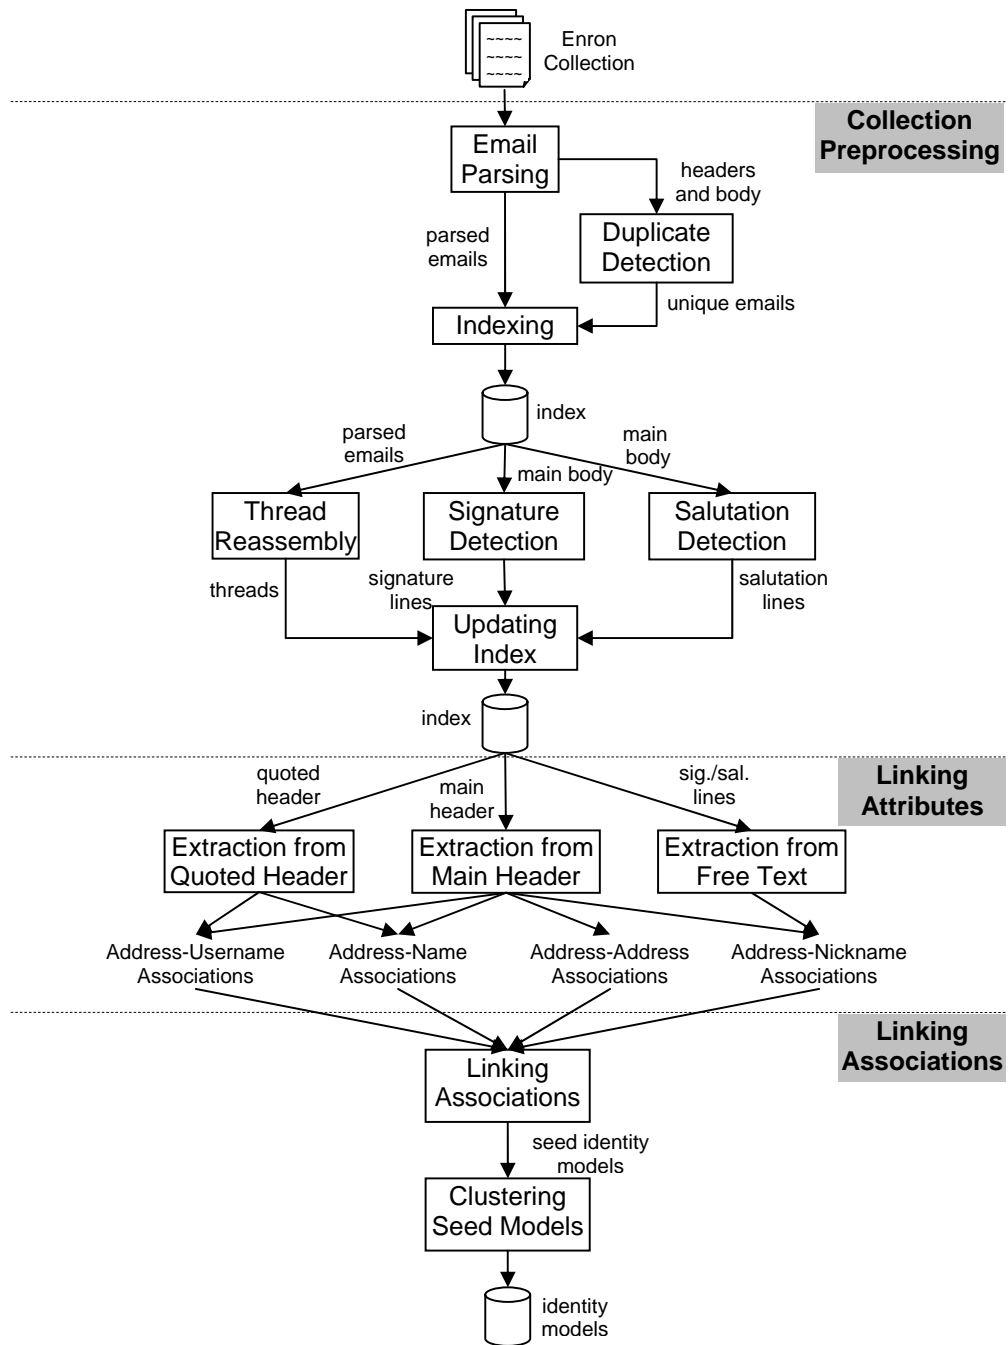 ~~~~
~~~~
~~~~
Enron
Collection
Collection
Preprocessing
Email
Parsing
headers
and body
parsed
emails
Duplicate
Detection
unique emails
Indexing
index
parsed
emails
main body
main
body
Thread
Reassembly
Signature
Detection
Salutation
Detection
threads
signature
lines
salutation
lines
Updating
Index
index
Linking
Attributes
quoted
header
main
header
sig./sal.
lines
Extraction from
Quoted Header
Extraction from
Main Header
Extraction from
Free Text
Address-Username
Associations
Address-Name
Associations
Address-Address
Associations
Address-Nickname
Associations
Linking
Associations
Linking
Associations
seed identity
models
Clustering
Seed Models
identity
models